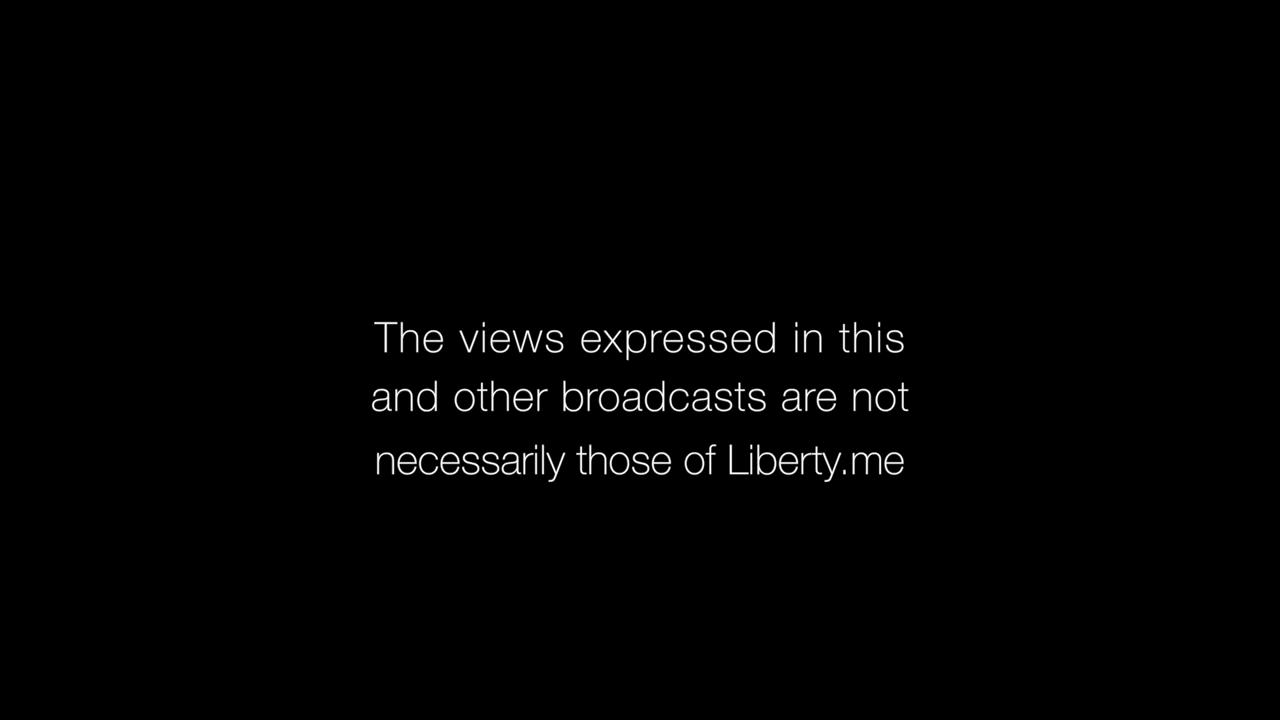 The views expressed in this
and other broadcasts are not
necessarily those of Liberty.me